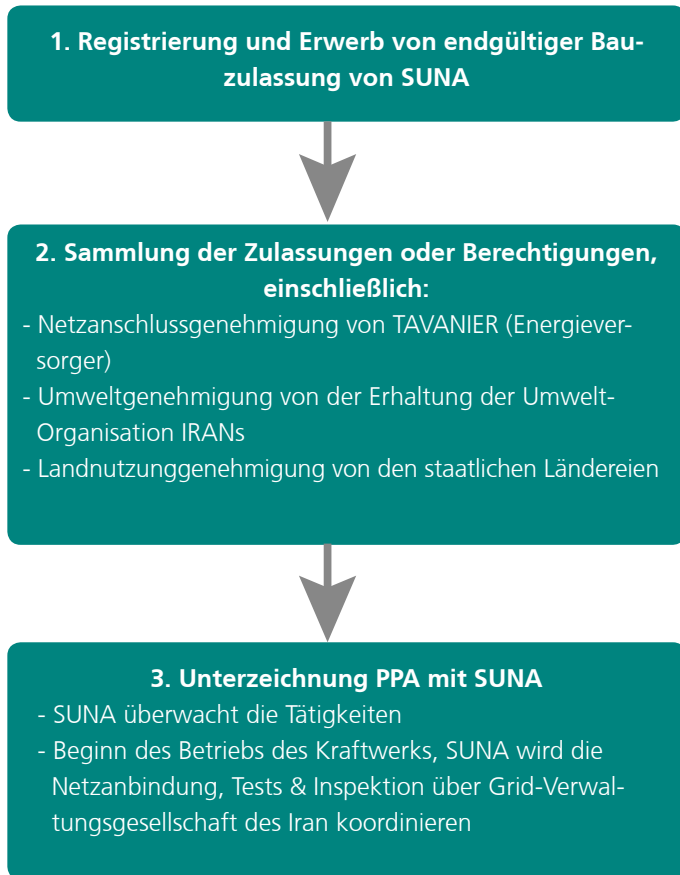 1. Registrierung und Erwerb von endgültiger Bau-
zulassung von SUNA
2. Sammlung der Zulassungen oder Berechtigungen,
einschließlich:
- Netzanschlussgenehmigung von TAVANIER (Energiever-
sorger)
- Umweltgenehmigung von der Erhaltung der Umwelt-
Organisation IRANs
- Landnutzunggenehmigung von den staatlichen Ländereien
3. Unterzeichnung PPA mit SUNA
- SUNA überwacht die Tätigkeiten
- Beginn des Betriebs des Kraftwerks, SUNA wird die
Netzanbindung, Tests & Inspektion über Grid-Verwal-
tungsgesellschaft des Iran koordinieren